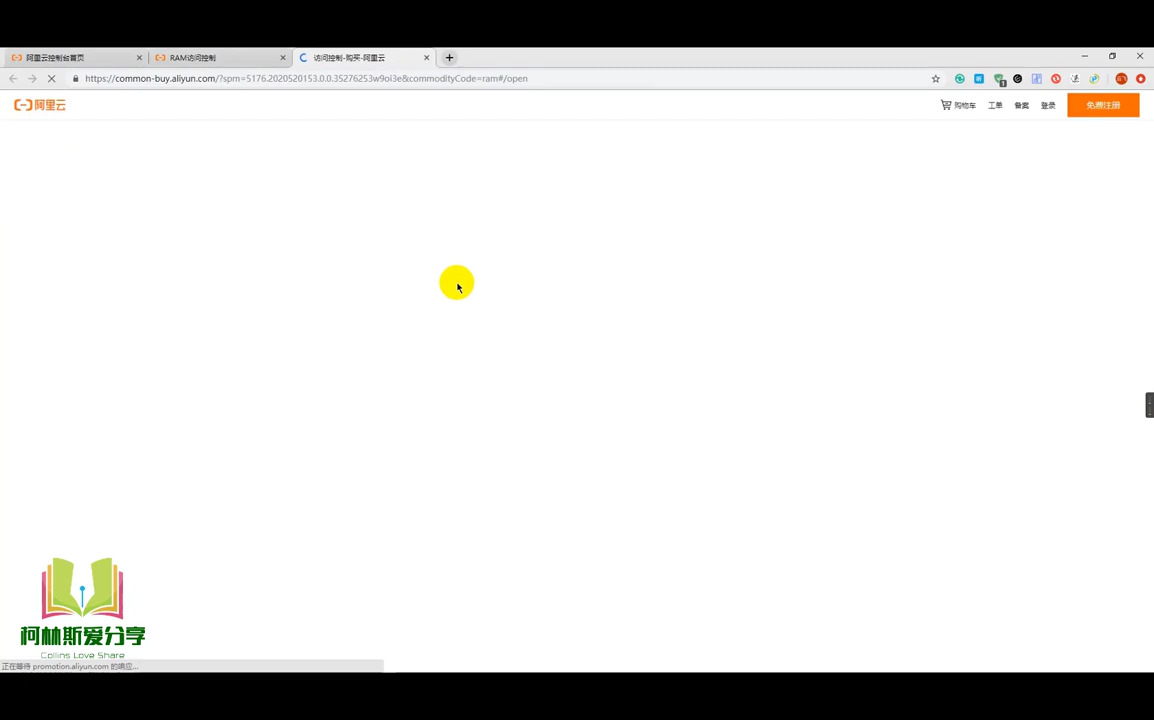 阿里云控制台首页
RAM访问控制
访问控制-购买-阿里云
https://common-buy.aliyun.com/?spm=5176.2020520153.0.0.35276253w9oi3e&commodityCode=ram#/open
阿里云
购物车 工单 备案 登录 免费注册
柯林斯爱分享
Collins Love Share
正在等待 promotion.aliyun.com 的响应...